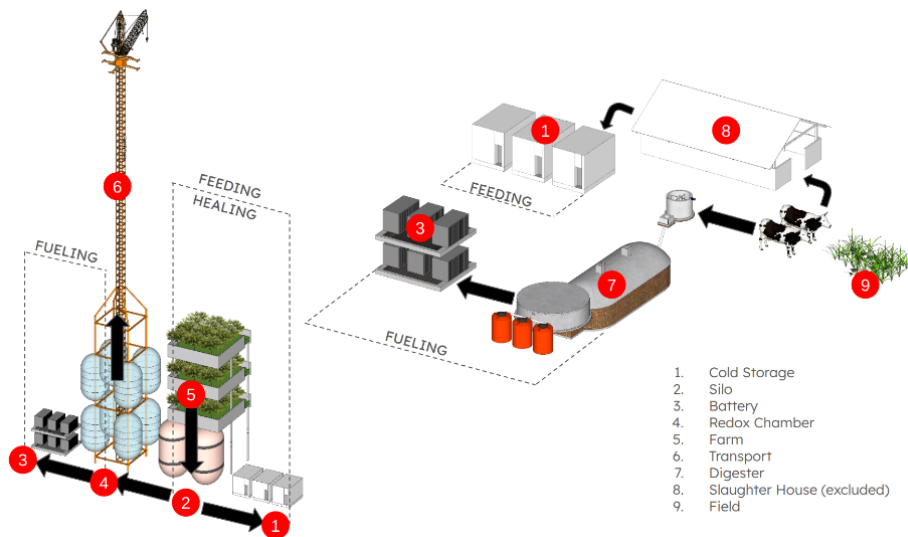 6
FEEDING
HEALING
FUELING
5
3
4
2
1
1
8
FEEDING
3
7
9
FUELING
1. Cold Storage
2. Silo
3. Battery
4. Redox Chamber
5. Farm
6. Transport
7. Digester
8. Slaughter House (excluded)
9. Field